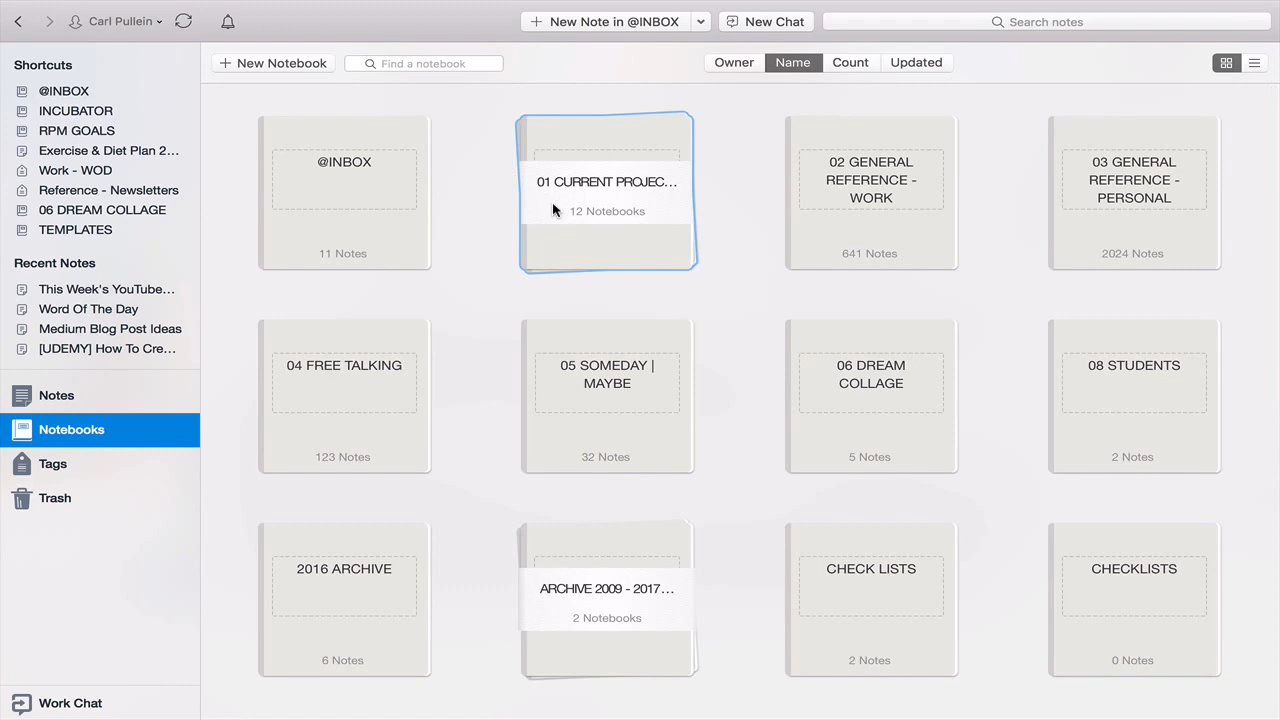 Carl Pullein
New Note in @INBOX
New Chat
Search notes
Shortcuts
@INBOX
INCUBATOR
RPM GOALS
Exercise & Diet Plan 2...
Work - WOD
Reference - Newsletters
06 DREAM COLLAGE
TEMPLATES
Recent Notes
This Week's YouTube...
Word Of The Day
Medium Blog Post Ideas
[UDEMY] How To Cre...
Notes
Notebooks
Tags
Trash
Work Chat
New Notebook
Find a notebook
Owner
Name
Count
Updated
@INBOX
11 Notes
01 CURRENT PROJEC...
12 Notebooks
02 GENERAL
REFERENCE -
WORK
641 Notes
03 GENERAL
REFERENCE -
PERSONAL
2024 Notes
04 FREE TALKING
123 Notes
05 SOMEDAY |
MAYBE
32 Notes
06 DREAM
COLLAGE
5 Notes
08 STUDENTS
2 Notes
2016 ARCHIVE
6 Notes
ARCHIVE 2009 - 2017...
2 Notebooks
CHECK LISTS
2 Notes
CHECKLISTS
0 Notes